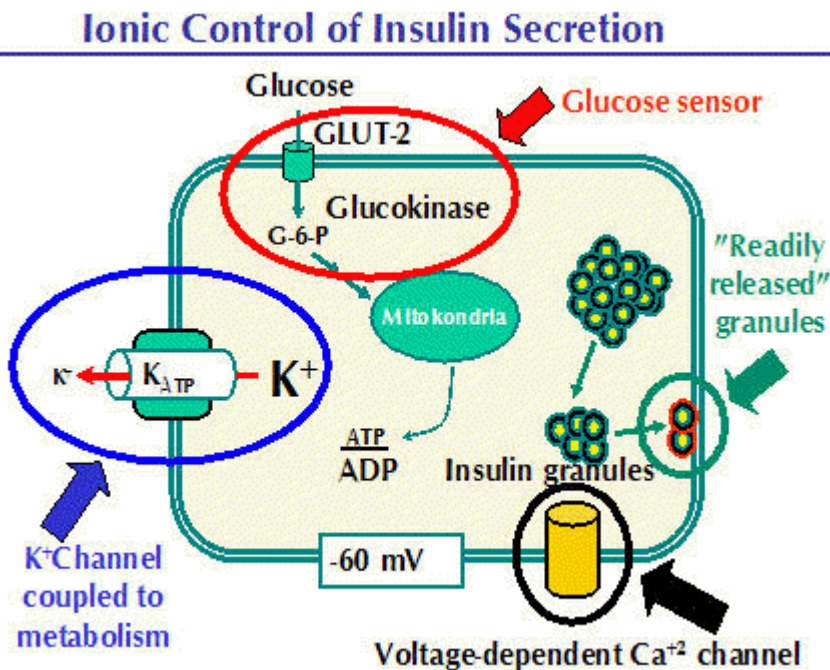 Ionic Control of Insulin Secretion
Glucose
Glucose sensor
GLUT-2
Glucokinase
G-6-P
"Readily
released"
granules
Mitokondria
K⁺
K_ATP
K⁺
ATP
ADP
Insulin granules
-60 mV
K⁺Channel
coupled to
metabolism
Voltage-dependent Ca⁺² channel